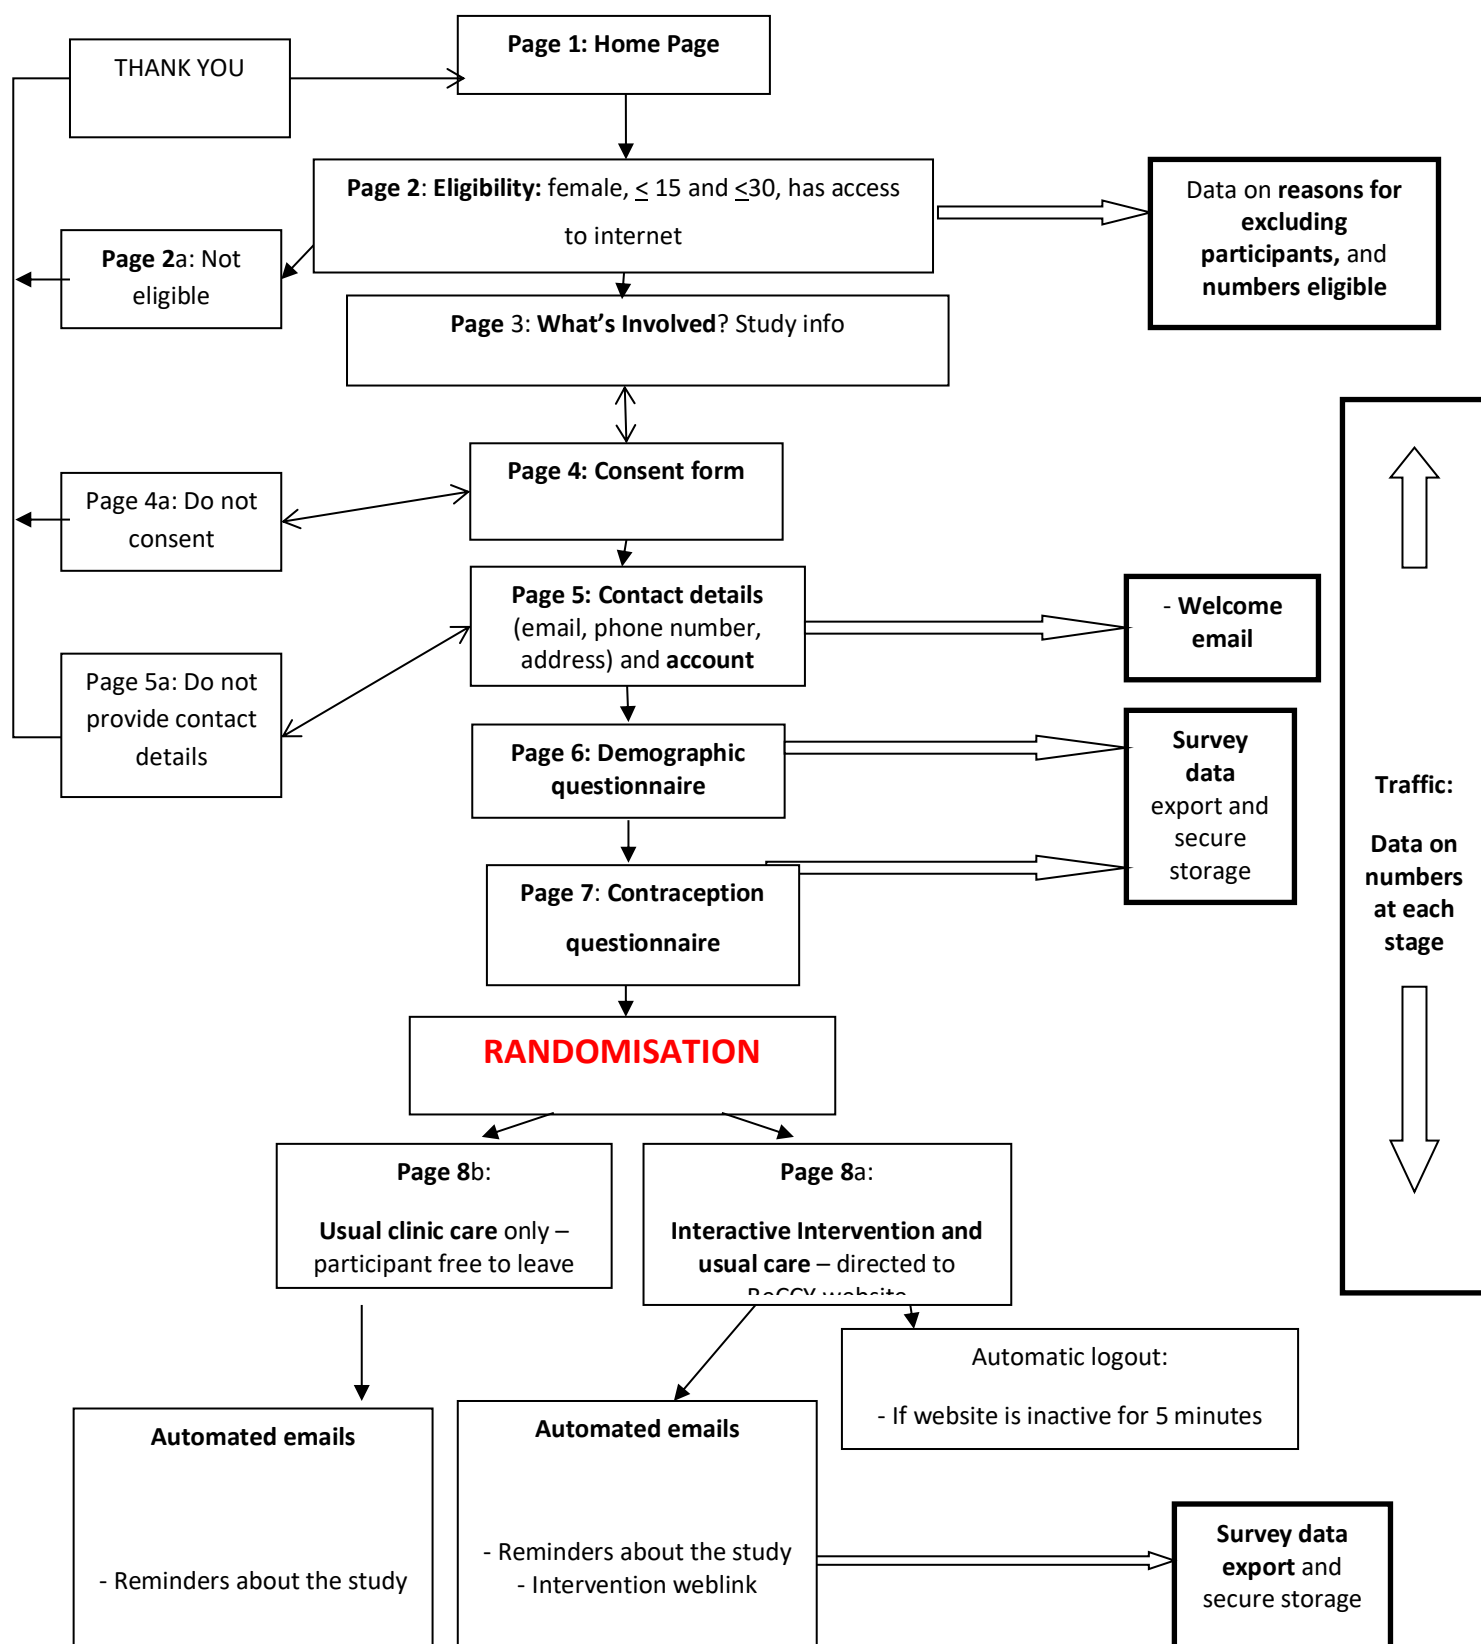 THANK YOU
Page 1: Home Page
Page 2: Eligibility: female, ≤ 15 and ≤30, has access
to internet
Data on reasons for
excluding
participants, and
numbers eligible
Page 2a: Not
eligible
Page 3: What’s Involved? Study info
Page 4: Consent form
Page 4a: Do not
consent
Page 5: Contact details
(email, phone number,
address) and account
- Welcome
email
Page 5a: Do not
provide contact
details
Page 6: Demographic
questionnaire
Survey
data
export and
secure
storage
Traffic:
Data on
numbers
at each
stage
Page 7: Contraception
questionnaire
RANDOMISATION
Page 8b:
Usual clinic care only –
participant free to leave
Page 8a:
Interactive Intervention and
usual care – directed to
website
Automatic logout:
- If website is inactive for 5 minutes
Automated emails
- Reminders about the study
Automated emails
- Reminders about the study
- Intervention weblink
Survey data
export and
secure storage